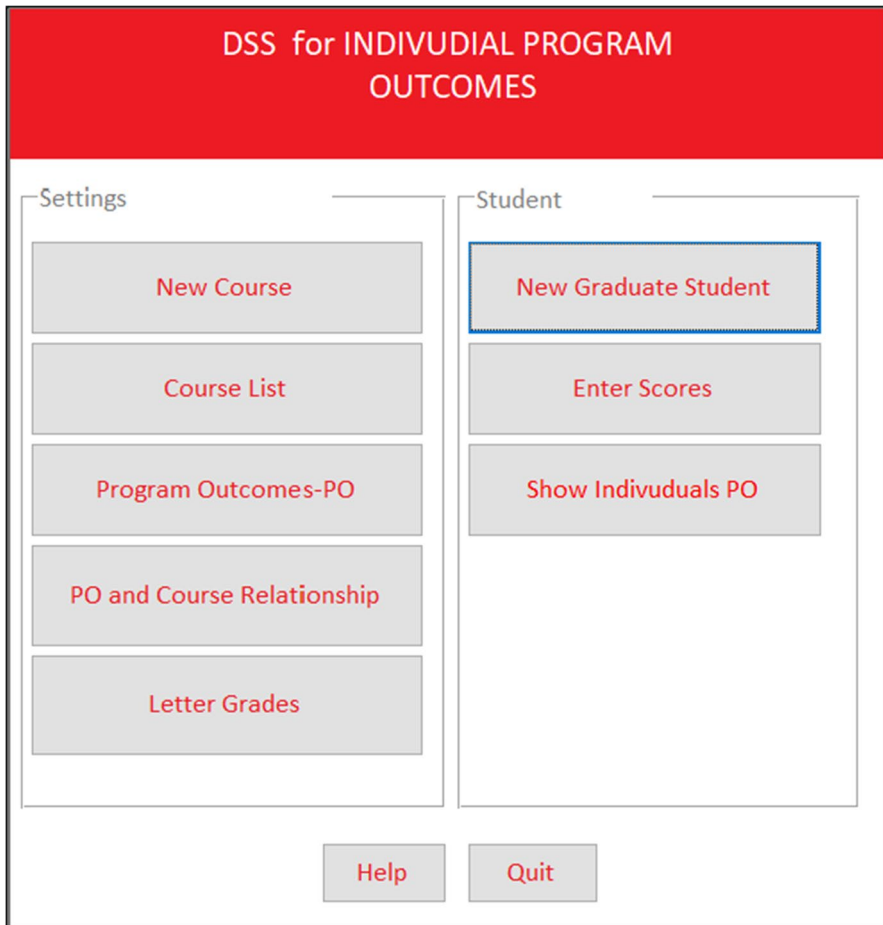 DSS for INDIVUDIAL PROGRAM
OUTCOMES
Settings
New Course
Course List
Program Outcomes-PO
PO and Course Relationship
Letter Grades
Student
New Graduate Student
Enter Scores
Show Indivuduals PO
Help
Quit